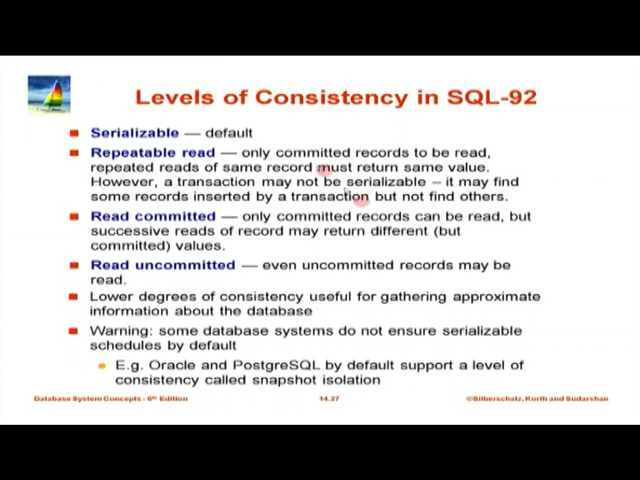 Levels of Consistency in SQL-92
Serializable — default
Repeatable read — only committed records to be read,
repeated reads of same record must return same value.
However, a transaction may not be serializable – it may find
some records inserted by a transaction but not find others.
Read committed — only committed records can be read, but
successive reads of record may return different (but
committed) values.
Read uncommitted — even uncommitted records may be
read.
Lower degrees of consistency useful for gathering approximate
information about the database
Warning: some database systems do not ensure serializable
schedules by default
E.g. Oracle and PostgreSQL by default support a level of
consistency called snapshot isolation
Database System Concepts - 6th Edition
14.27
©Silberschatz, Korth and Sudarshan